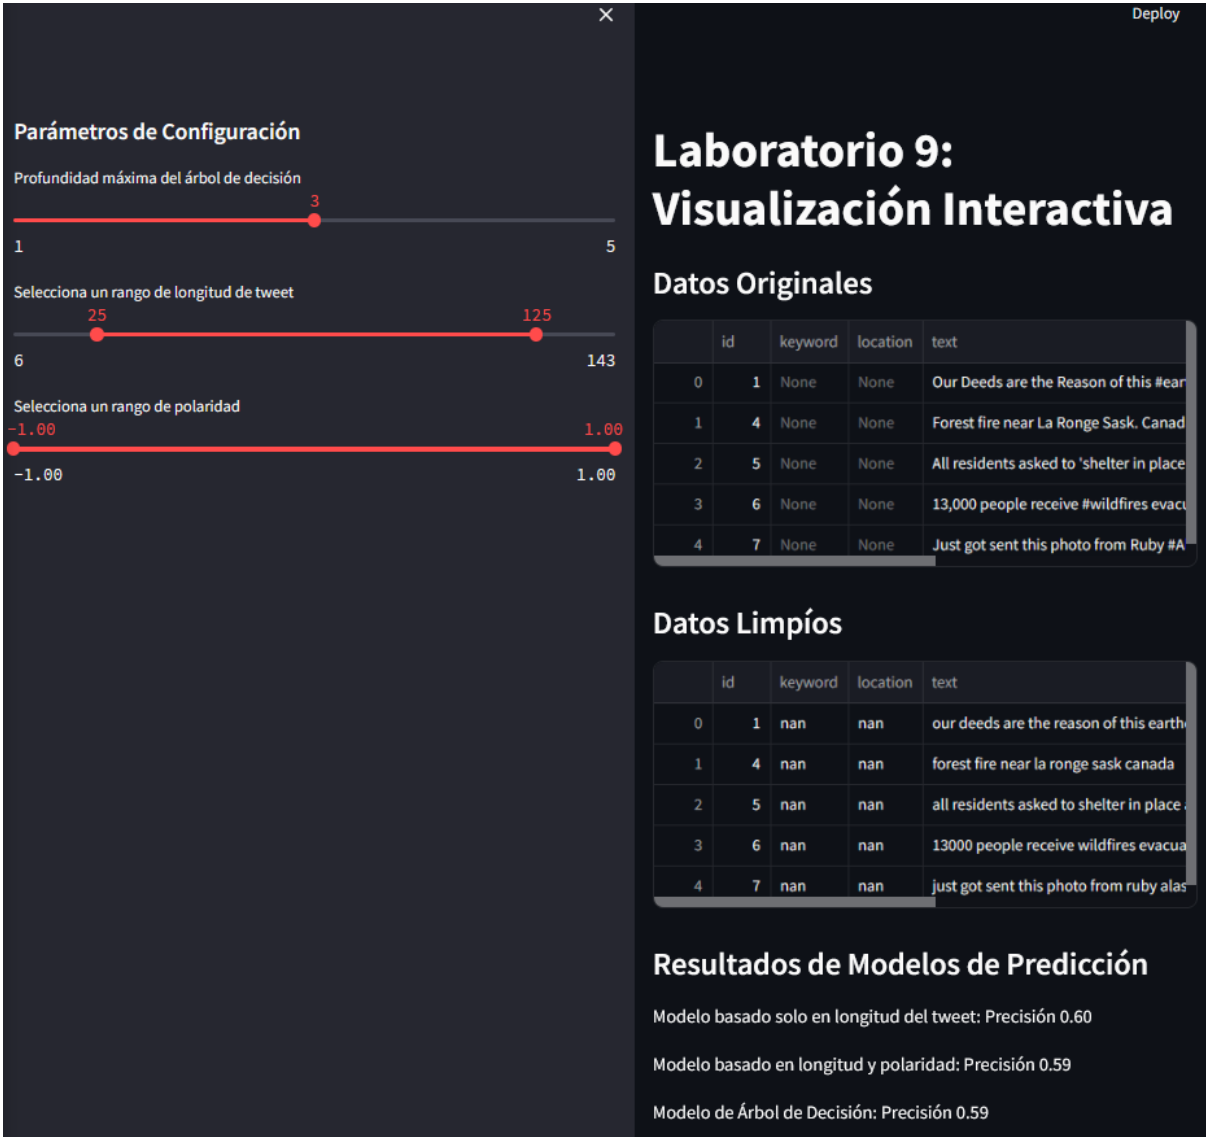 Deploy
Parámetros de Configuración
Profundidad máxima del árbol de decisión
3
1 5
Selecciona un rango de longitud de tweet
25 125
6 143
Selecciona un rango de polaridad
-1.00 1.00
-1.00 1.00
Laboratorio 9:
Visualización Interactiva
Datos Originales
id keyword location text
0 1 None None Our Deeds are the Reason of this #ear
1 4 None None Forest fire near La Ronge Sask. Canad
2 5 None None All residents asked to 'shelter in place
3 6 None None 13,000 people receive #wildfires evacu
4 7 None None Just got sent this photo from Ruby #A
Datos Limpíos
id keyword location text
0 1 nan nan our deeds are the reason of this earth
1 4 nan nan forest fire near la ronge sask canada
2 5 nan nan all residents asked to shelter in place
3 6 nan nan 13000 people receive wildfires evacua
4 7 nan nan just got sent this photo from ruby alas
Resultados de Modelos de Predicción
Modelo basado solo en longitud del tweet: Precisión 0.60
Modelo basado en longitud y polaridad: Precisión 0.59
Modelo de Árbol de Decisión: Precisión 0.59